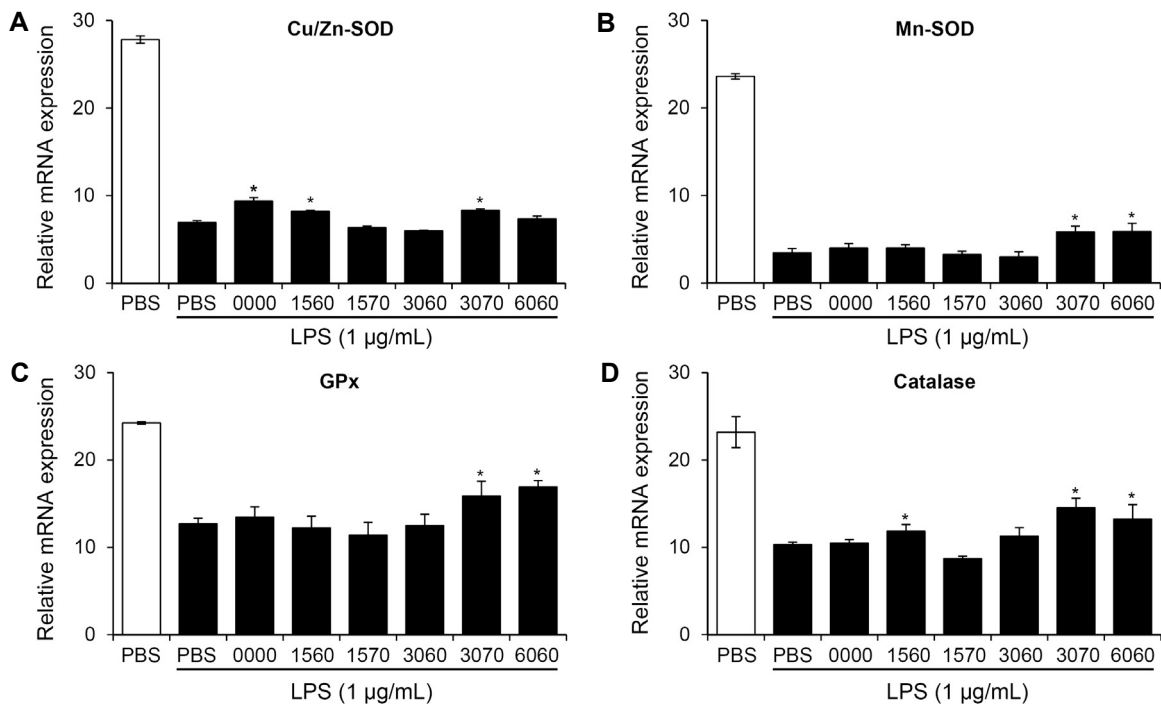 A
Cu/Zn-SOD
Relative mRNA expression
30
20
10
0
*
*
*
PBS PBS 0000 1560 1570 3060 3070 6060
LPS (1 µg/mL)
B
Mn-SOD
Relative mRNA expression
30
20
10
0
*
*
PBS PBS 0000 1560 1570 3060 3070 6060
LPS (1 µg/mL)
C
GPx
Relative mRNA expression
30
20
10
0
*
*
PBS PBS 0000 1560 1570 3060 3070 6060
LPS (1 µg/mL)
D
Catalase
Relative mRNA expression
30
20
10
0
*
*
*
PBS PBS 0000 1560 1570 3060 3070 6060
LPS (1 µg/mL)